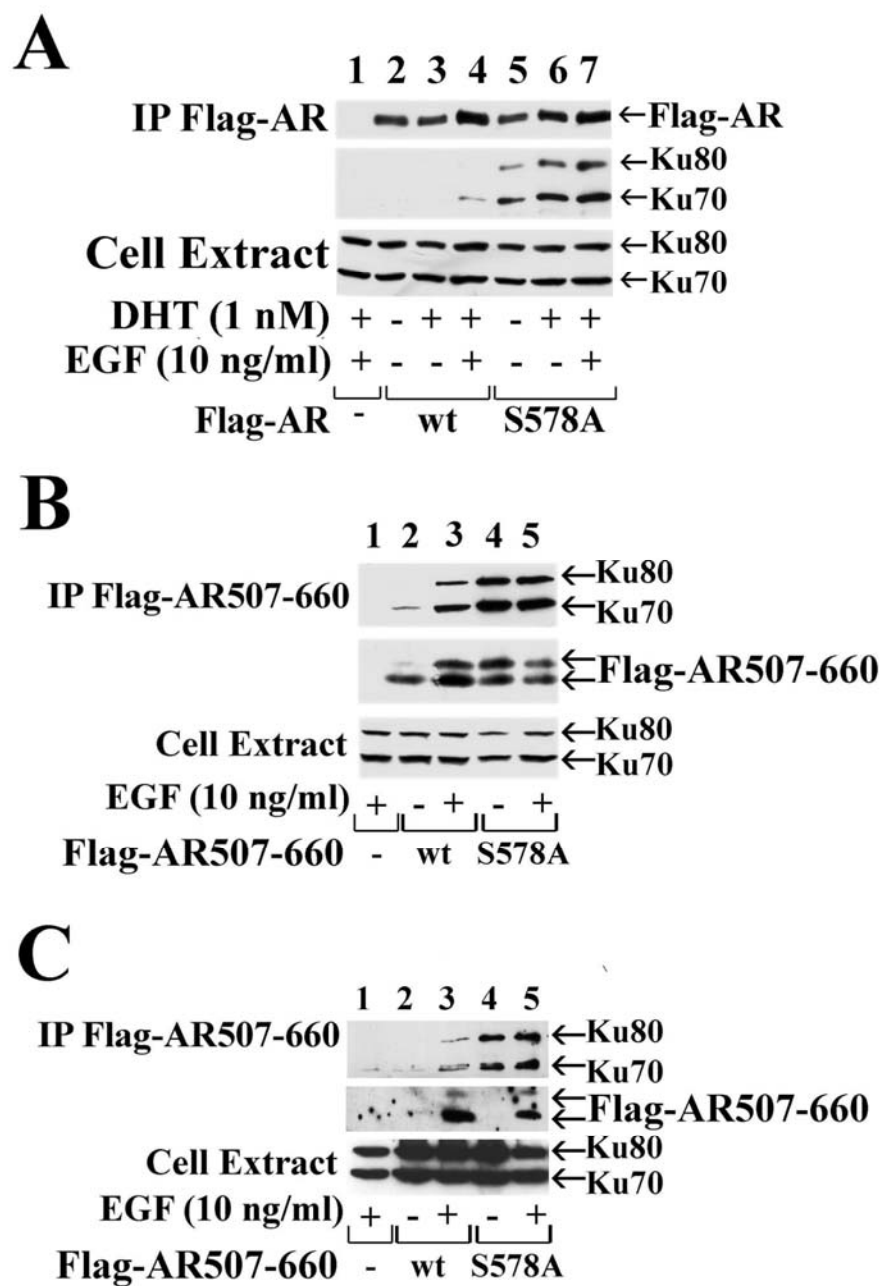 A
1 2 3 4 5 6 7
IP Flag-AR
←Flag-AR
←Ku80
←Ku70
Cell Extract
←Ku80
←Ku70
DHT (1 nM) + - + + - + +
EGF (10 ng/ml) + - - + - - +
Flag-AR - wt S578A
B
1 2 3 4 5
IP Flag-AR507-660
←Ku80
←Ku70
←Flag-AR507-660
Cell Extract
←Ku80
←Ku70
EGF (10 ng/ml) + - + - +
Flag-AR507-660 - wt S578A
C
1 2 3 4 5
IP Flag-AR507-660
←Ku80
←Ku70
←Flag-AR507-660
Cell Extract
←Ku80
←Ku70
EGF (10 ng/ml) + - + - +
Flag-AR507-660 - wt S578A